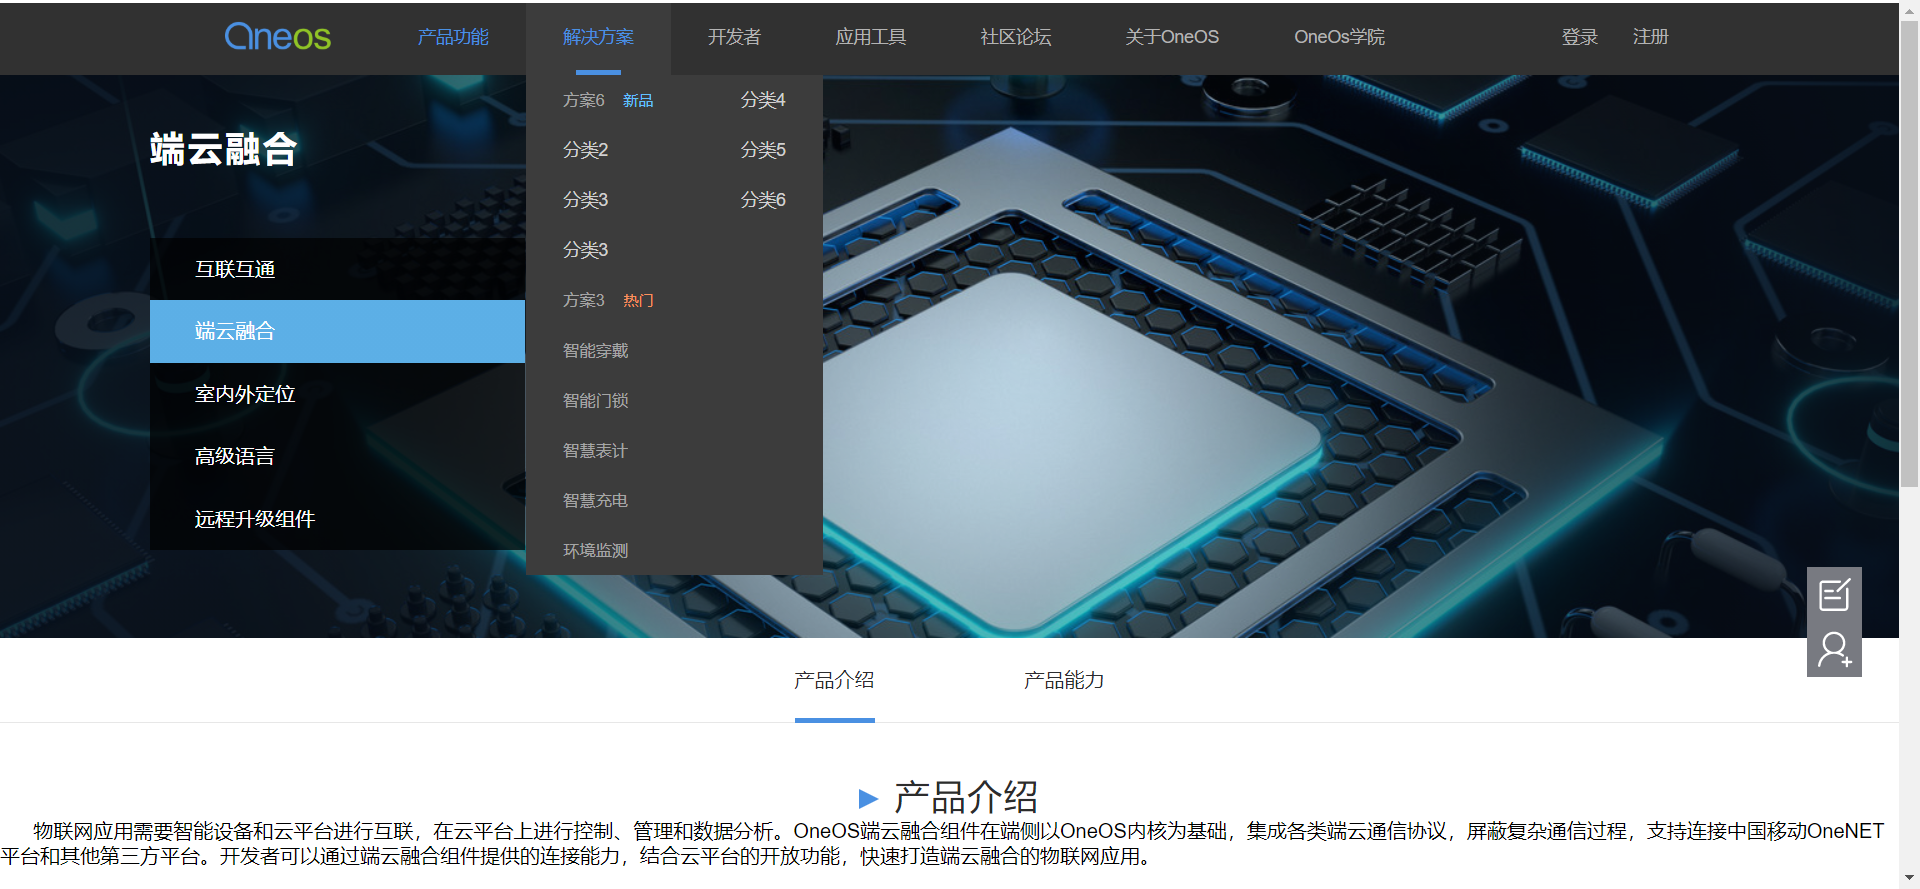 Oneos 产品功能 解决方案 开发者 应用工具 社区论坛 关于OneOS OneOs学院 登录 注册
方案6 新品 分类4
分类2 分类5
分类3 分类6
分类3
方案3 热门
智能穿戴
智能门锁
智慧表计
智慧充电
环境监测
端云融合
互联互通
端云融合
室内外定位
高级语言
远程升级组件
产品介绍 产品能力
产品介绍
物联网应用需要智能设备和云平台进行互联，在云平台上进行控制、管理和数据分析。OneOS端云融合组件在端侧以OneOS内核为基础，集成各类端云通信协议，屏蔽复杂通信过程，支持连接中国移动OneNET
平台和其他第三方平台。开发者可以通过端云融合组件提供的连接能力，结合云平台的开放功能，快速打造端云融合的物联网应用。